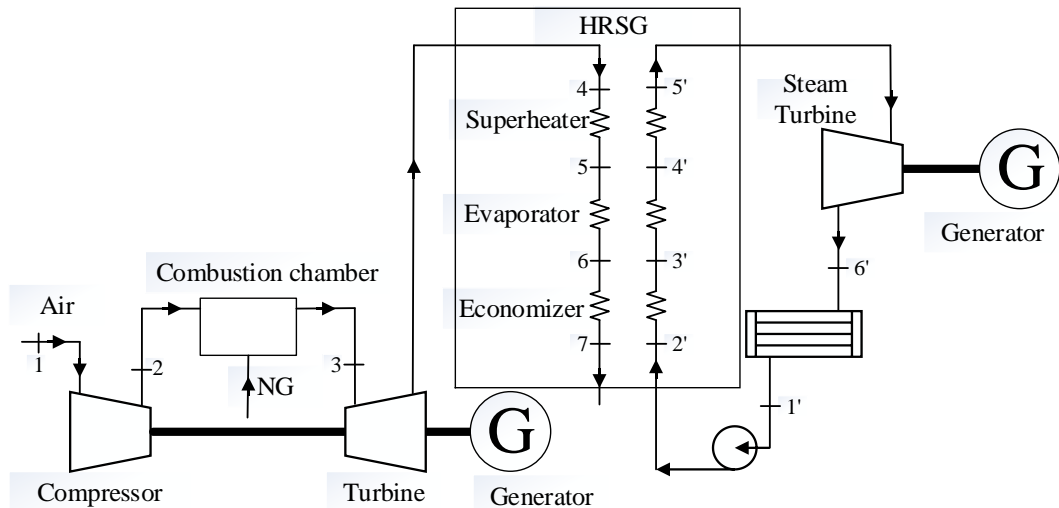 HRSG
4
5'
Superheater
Steam
Turbine
5
4'
G
Evaporator
Generator
6
3'
6'
Combustion chamber
Air
Economizer
1
2
3
7
2'
NG
1'
G
Compressor
Turbine
Generator